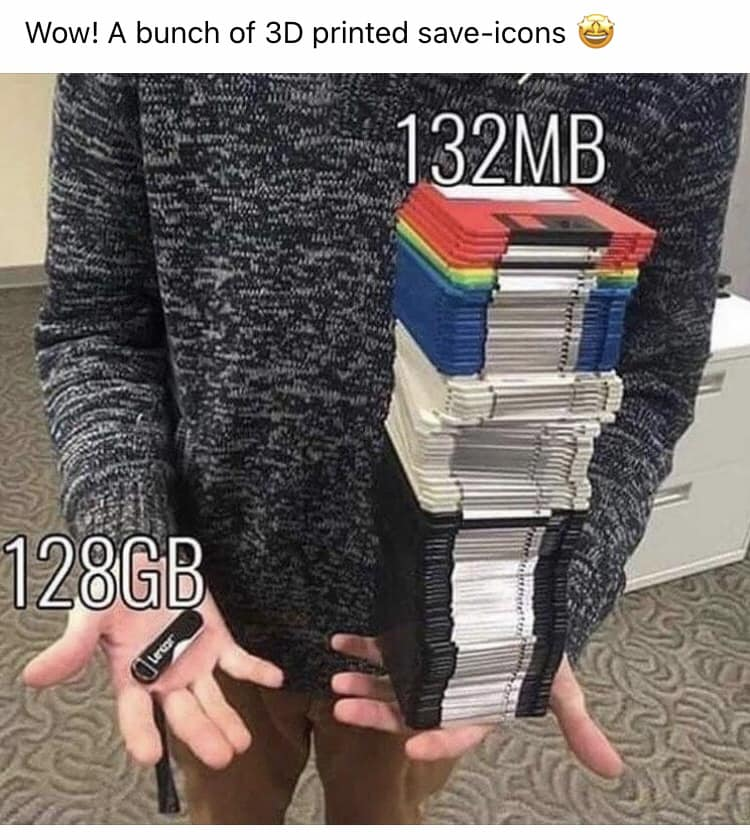 Wow! A bunch of 3D printed save-icons 🤩
132MB
128GB
Lexar